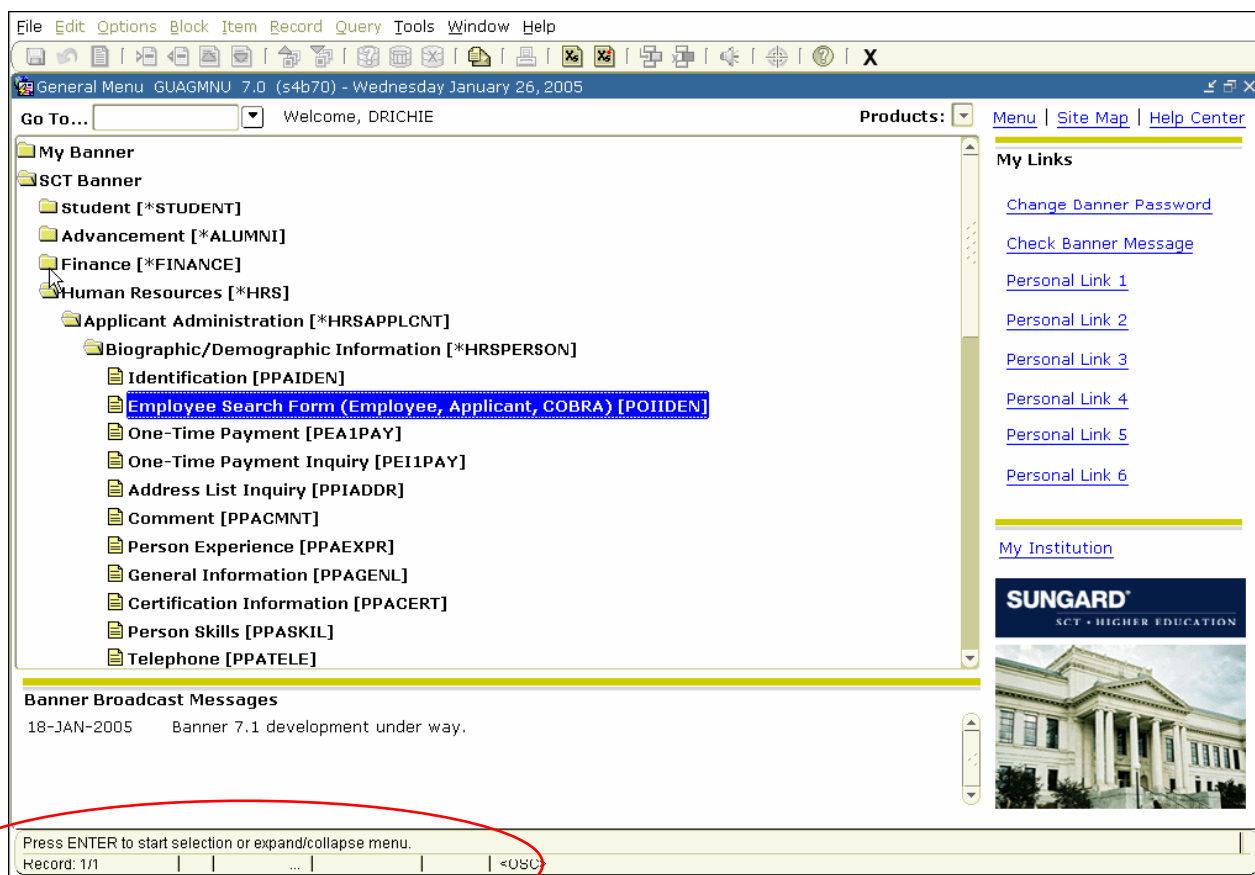 File Edit Options Block Item Record Query Tools Window Help
X
General Menu GUAGMNU 7.0 (s4b70) - Wednesday January 26, 2005
Go To... Welcome, DRICHIE Products: Menu | Site Map | Help Center
My Banner
SCT Banner
Student [*STUDENT]
Advancement [*ALUMNI]
Finance [*FINANCE]
Human Resources [*HRS]
Applicant Administration [*HRSAPPLCNT]
Biographic/Demographic Information [*HRSPERSON]
Identification [PPAIDEN]
Employee Search Form (Employee, Applicant, COBRA) [POIIDEN]
One-Time Payment [PEA1PAY]
One-Time Payment Inquiry [PEI1PAY]
Address List Inquiry [PPIADDR]
Comment [PPACMNT]
Person Experience [PPAEXPR]
General Information [PPAGENL]
Certification Information [PPACERT]
Person Skills [PPASKIL]
Telephone [PPATELE]
My Links
Change Banner Password
Check Banner Message
Personal Link 1
Personal Link 2
Personal Link 3
Personal Link 4
Personal Link 5
Personal Link 6
My Institution
SUNGARD
SCT • HIGHER EDUCATION
Banner Broadcast Messages
18-JAN-2005 Banner 7.1 development under way.
Press ENTER to start selection or expand/collapse menu.
Record: 1/1 ... <OSC>